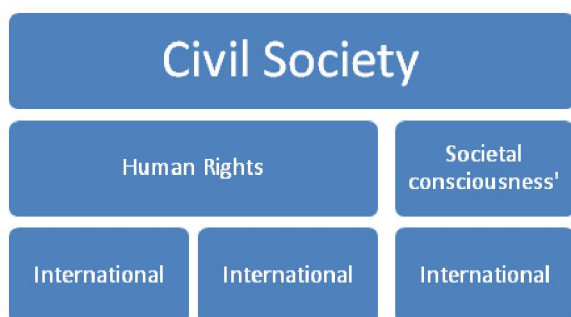 Civil Society
Human Rights
Societal
consciousness'
International
International
International